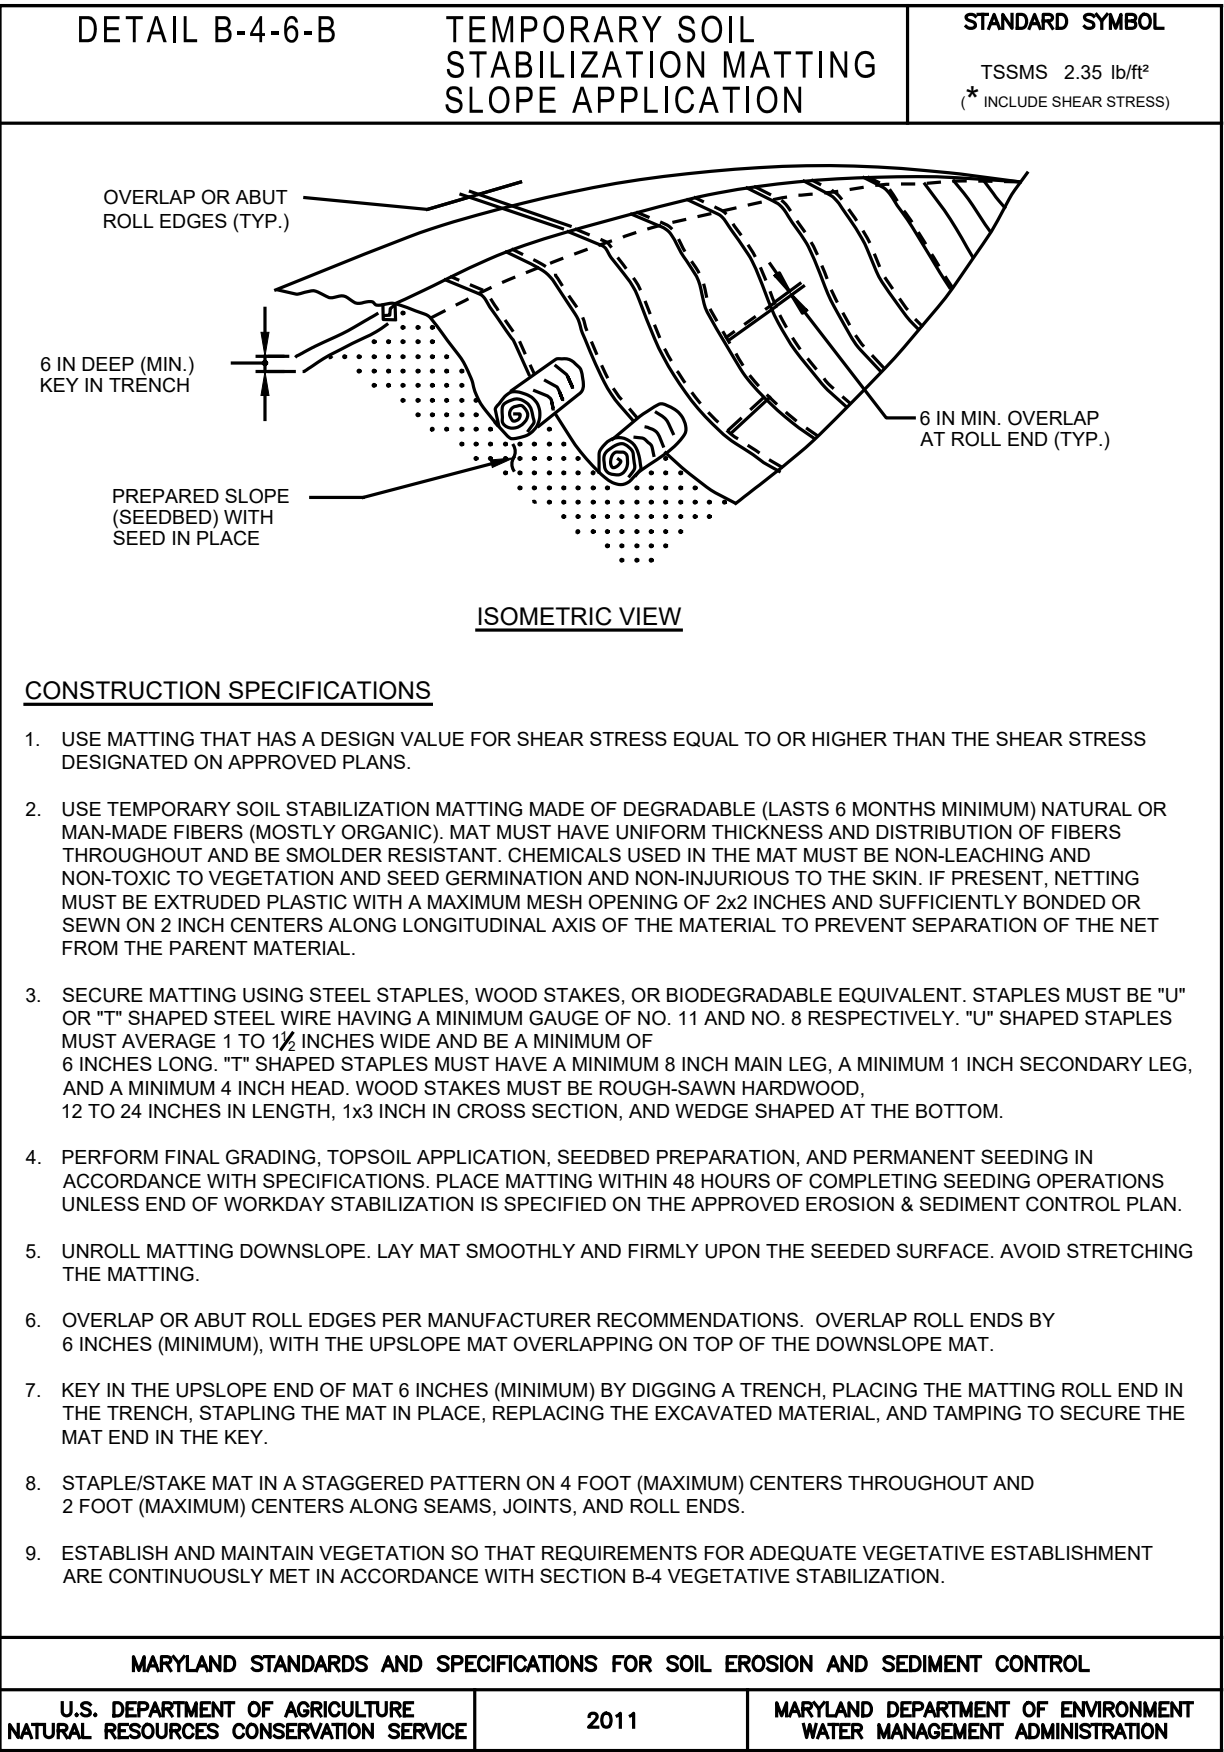 DETAIL B-4-6-B
TEMPORARY SOIL
STABILIZATION MATTING
SLOPE APPLICATION
STANDARD SYMBOL
TSSMS 2.35 lb/ft²
(* INCLUDE SHEAR STRESS)
OVERLAP OR ABUT
ROLL EDGES (TYP.)
6 IN DEEP (MIN.)
KEY IN TRENCH
6 IN MIN. OVERLAP
AT ROLL END (TYP.)
PREPARED SLOPE
(SEEDBED) WITH
SEED IN PLACE
ISOMETRIC VIEW
CONSTRUCTION SPECIFICATIONS
1. USE MATTING THAT HAS A DESIGN VALUE FOR SHEAR STRESS EQUAL TO OR HIGHER THAN THE SHEAR STRESS
DESIGNATED ON APPROVED PLANS.
2. USE TEMPORARY SOIL STABILIZATION MATTING MADE OF DEGRADABLE (LASTS 6 MONTHS MINIMUM) NATURAL OR
MAN-MADE FIBERS (MOSTLY ORGANIC). MAT MUST HAVE UNIFORM THICKNESS AND DISTRIBUTION OF FIBERS
THROUGHOUT AND BE SMOLDER RESISTANT. CHEMICALS USED IN THE MAT MUST BE NON-LEACHING AND
NON-TOXIC TO VEGETATION AND SEED GERMINATION AND NON-INJURIOUS TO THE SKIN. IF PRESENT, NETTING
MUST BE EXTRUDED PLASTIC WITH A MAXIMUM MESH OPENING OF 2x2 INCHES AND SUFFICIENTLY BONDED OR
SEWN ON 2 INCH CENTERS ALONG LONGITUDINAL AXIS OF THE MATERIAL TO PREVENT SEPARATION OF THE NET
FROM THE PARENT MATERIAL.
3. SECURE MATTING USING STEEL STAPLES, WOOD STAKES, OR BIODEGRADABLE EQUIVALENT. STAPLES MUST BE "U"
OR "T" SHAPED STEEL WIRE HAVING A MINIMUM GAUGE OF NO. 11 AND NO. 8 RESPECTIVELY. "U" SHAPED STAPLES
MUST AVERAGE 1 TO 1 1/2 INCHES WIDE AND BE A MINIMUM OF
6 INCHES LONG. "T" SHAPED STAPLES MUST HAVE A MINIMUM 8 INCH MAIN LEG, A MINIMUM 1 INCH SECONDARY LEG,
AND A MINIMUM 4 INCH HEAD. WOOD STAKES MUST BE ROUGH-SAWN HARDWOOD,
12 TO 24 INCHES IN LENGTH, 1x3 INCH IN CROSS SECTION, AND WEDGE SHAPED AT THE BOTTOM.
4. PERFORM FINAL GRADING, TOPSOIL APPLICATION, SEEDBED PREPARATION, AND PERMANENT SEEDING IN
ACCORDANCE WITH SPECIFICATIONS. PLACE MATTING WITHIN 48 HOURS OF COMPLETING SEEDING OPERATIONS
UNLESS END OF WORKDAY STABILIZATION IS SPECIFIED ON THE APPROVED EROSION & SEDIMENT CONTROL PLAN.
5. UNROLL MATTING DOWNSLOPE. LAY MAT SMOOTHLY AND FIRMLY UPON THE SEEDED SURFACE. AVOID STRETCHING
THE MATTING.
6. OVERLAP OR ABUT ROLL EDGES PER MANUFACTURER RECOMMENDATIONS. OVERLAP ROLL ENDS BY
6 INCHES (MINIMUM), WITH THE UPSLOPE MAT OVERLAPPING ON TOP OF THE DOWNSLOPE MAT.
7. KEY IN THE UPSLOPE END OF MAT 6 INCHES (MINIMUM) BY DIGGING A TRENCH, PLACING THE MATTING ROLL END IN
THE TRENCH, STAPLING THE MAT IN PLACE, REPLACING THE EXCAVATED MATERIAL, AND TAMPING TO SECURE THE
MAT END IN THE KEY.
8. STAPLE/STAKE MAT IN A STAGGERED PATTERN ON 4 FOOT (MAXIMUM) CENTERS THROUGHOUT AND
2 FOOT (MAXIMUM) CENTERS ALONG SEAMS, JOINTS, AND ROLL ENDS.
9. ESTABLISH AND MAINTAIN VEGETATION SO THAT REQUIREMENTS FOR ADEQUATE VEGETATIVE ESTABLISHMENT
ARE CONTINUOUSLY MET IN ACCORDANCE WITH SECTION B-4 VEGETATIVE STABILIZATION.
MARYLAND STANDARDS AND SPECIFICATIONS FOR SOIL EROSION AND SEDIMENT CONTROL
U.S. DEPARTMENT OF AGRICULTURE
NATURAL RESOURCES CONSERVATION SERVICE
2011
MARYLAND DEPARTMENT OF ENVIRONMENT
WATER MANAGEMENT ADMINISTRATION